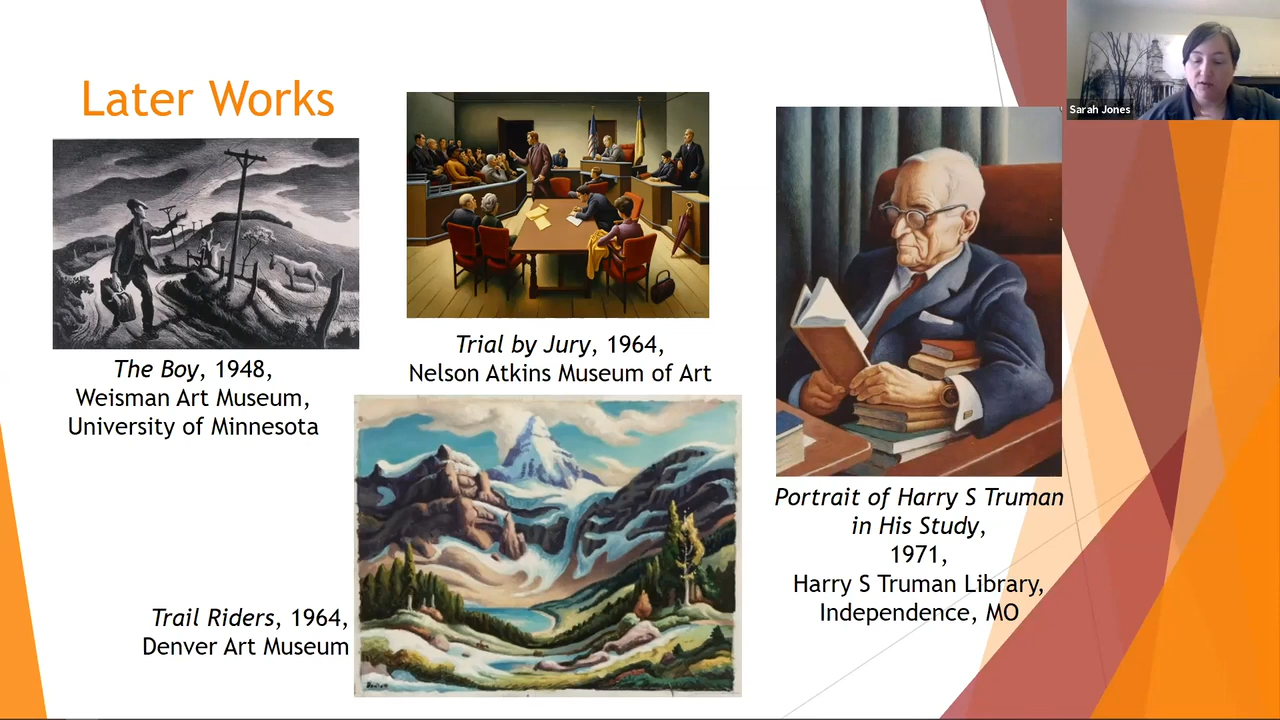 Later Works
Sarah Jones
The Boy, 1948,
Weisman Art Museum,
University of Minnesota
Trial by Jury, 1964,
Nelson Atkins Museum of Art
Portrait of Harry S Truman
in His Study,
1971,
Harry S Truman Library,
Independence, MO
Trail Riders, 1964,
Denver Art Museum
Benton